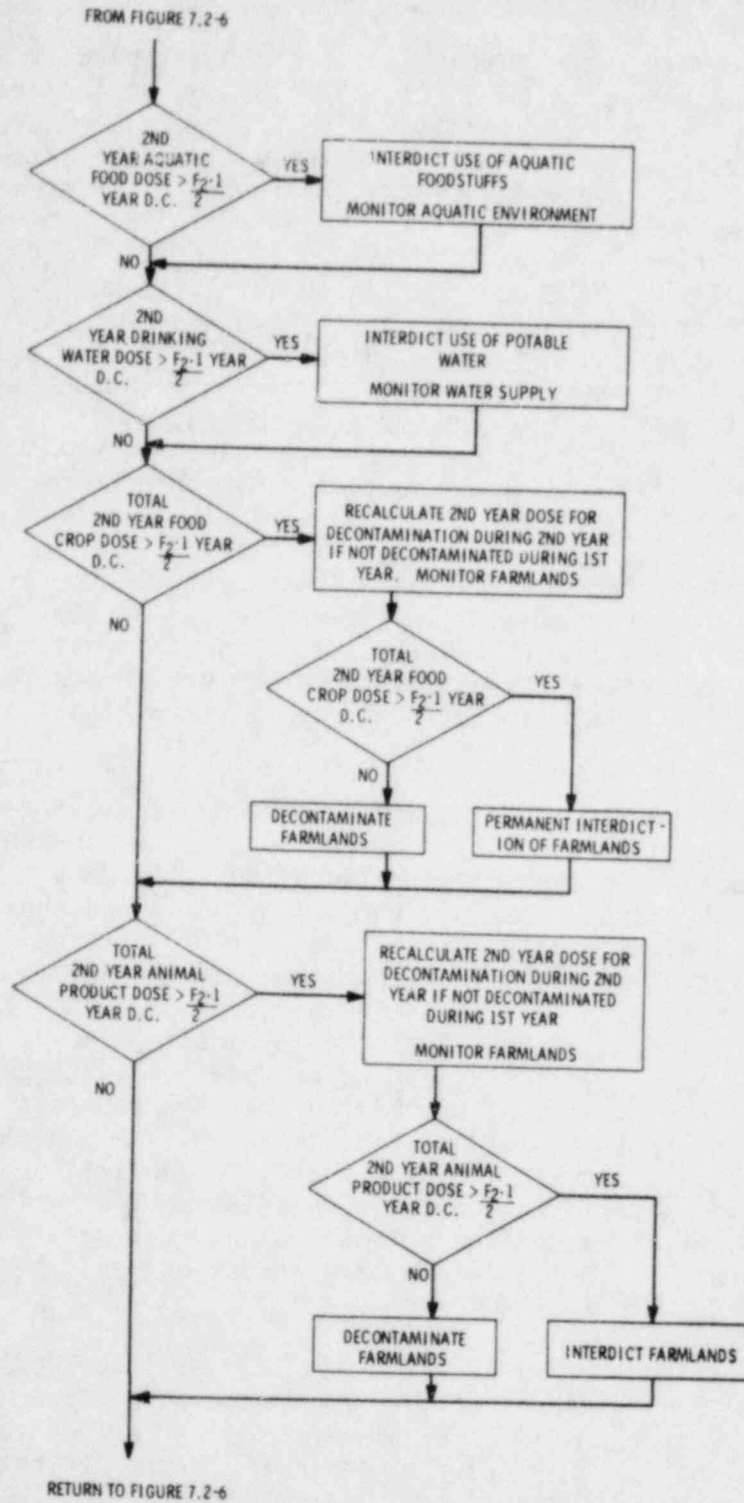 FROM FIGURE 7.2-6
2ND
YEAR AQUATIC
FOOD DOSE > F2·1
YEAR D.C. 2
YES
INTERDICT USE OF AQUATIC
FOODSTUFFS
MONITOR AQUATIC ENVIRONMENT
NO
2ND
YEAR DRINKING
WATER DOSE > F2·1 YEAR
D.C. 2
YES
INTERDICT USE OF POTABLE
WATER
MONITOR WATER SUPPLY
NO
TOTAL
2ND YEAR FOOD
CROP DOSE > F2·1 YEAR
D.C. 2
YES
RECALCULATE 2ND YEAR DOSE FOR
DECONTAMINATION DURING 2ND YEAR
IF NOT DECONTAMINATED DURING 1ST
YEAR. MONITOR FARMLANDS
NO
TOTAL
2ND YEAR FOOD
CROP DOSE > F2·1 YEAR
D.C. 2
YES
NO
DECONTAMINATE
FARMLANDS
PERMANENT INTERDICT-
ION OF FARMLANDS
TOTAL
2ND YEAR ANIMAL
PRODUCT DOSE > F2·1
YEAR D.C. 2
YES
RECALCULATE 2ND YEAR DOSE FOR
DECONTAMINATION DURING 2ND
YEAR IF NOT DECONTAMINATED
DURING 1ST YEAR
MONITOR FARMLANDS
NO
TOTAL
2ND YEAR ANIMAL
PRODUCT DOSE > F2·1
YEAR D.C. 2
YES
NO
DECONTAMINATE
FARMLANDS
INTERDICT FARMLANDS
RETURN TO FIGURE 7.2-6